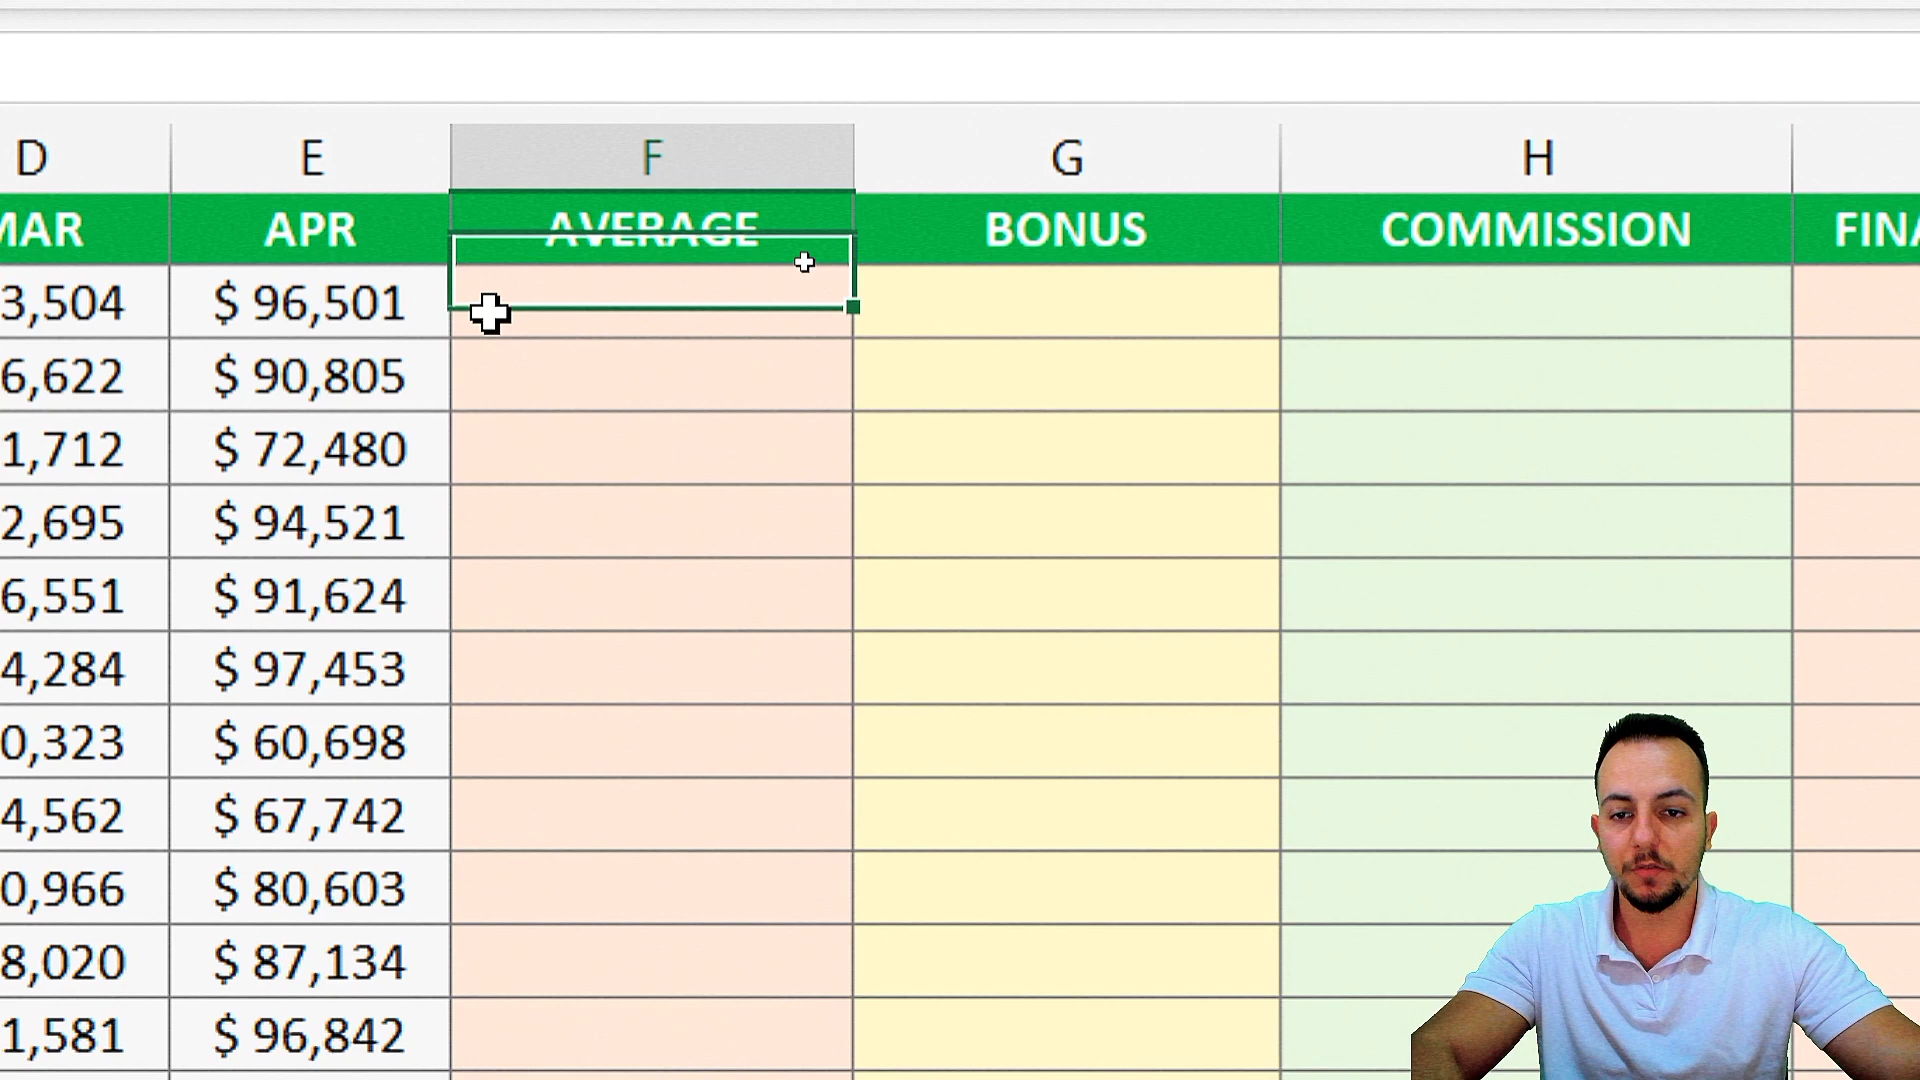 D E F G H
MAR APR AVERAGE BONUS COMMISSION FINA
3,504 $ 96,501
6,622 $ 90,805
1,712 $ 72,480
2,695 $ 94,521
6,551 $ 91,624
4,284 $ 97,453
0,323 $ 60,698
4,562 $ 67,742
0,966 $ 80,603
8,020 $ 87,134
1,581 $ 96,842